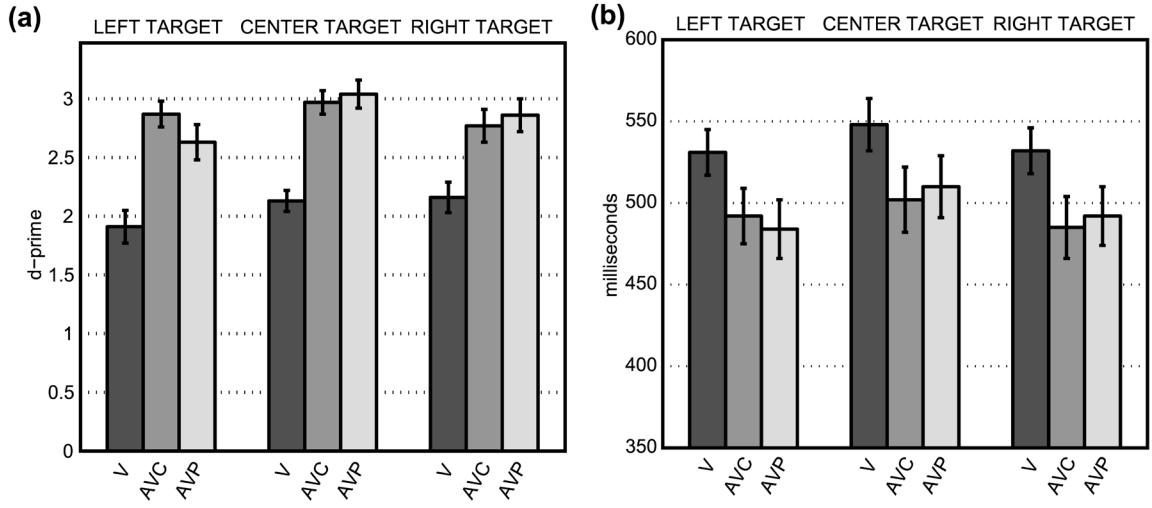 (a)
LEFT TARGET CENTER TARGET RIGHT TARGET
3
2.5
2
1.5
1
0.5
0
d-prime
V AVC AVP V AVC AVP V AVC AVP
(b)
LEFT TARGET CENTER TARGET RIGHT TARGET
600
550
500
450
400
350
milliseconds
V AVC AVP V AVC AVP V AVC AVP